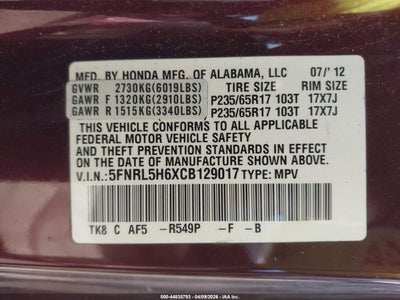 MFD. BY HONDA MFG. OF ALABAMA, LLC 07/'12
GVWR 2730KG(6019LBS) TIRE SIZE RIM SIZE
GAWR F 1320KG(2910LBS) P235/65R17 103T 17X7J
GAWR R 1515KG(3340LBS) P235/65R17 103T 17X7J
THIS VEHICLE CONFORMS TO ALL APPLICABLE
FEDERAL MOTOR VEHICLE SAFETY
AND THEFT PREVENTION STANDARDS IN EFFECT
ON THE DATE OF MANUFACTURE SHOWN ABOVE.
V.I.N.:5FNRL5H6XCB129017 TYPE: MPV
TK8 C AF5 -R549P -F -B
000-44835793 - 04/09/2026 - IAA, Inc.